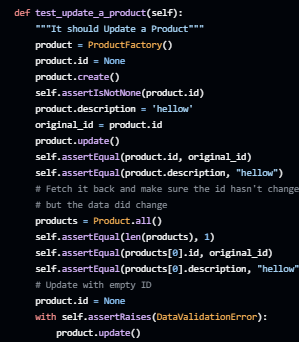 def test_update_a_product(self):
    """It should Update a Product"""
    product = ProductFactory()
    product.id = None
    product.create()
    self.assertIsNotNone(product.id)
    product.description = 'hellow'
    original_id = product.id
    product.update()
    self.assertEqual(product.id, original_id)
    self.assertEqual(product.description, "hellow")
    # Fetch it back and make sure the id hasn't change
    # but the data did change
    products = Product.all()
    self.assertEqual(len(products), 1)
    self.assertEqual(products[0].id, original_id)
    self.assertEqual(products[0].description, "hellow"
    # Update with empty ID
    product.id = None
    with self.assertRaises(DataValidationError):
        product.update()